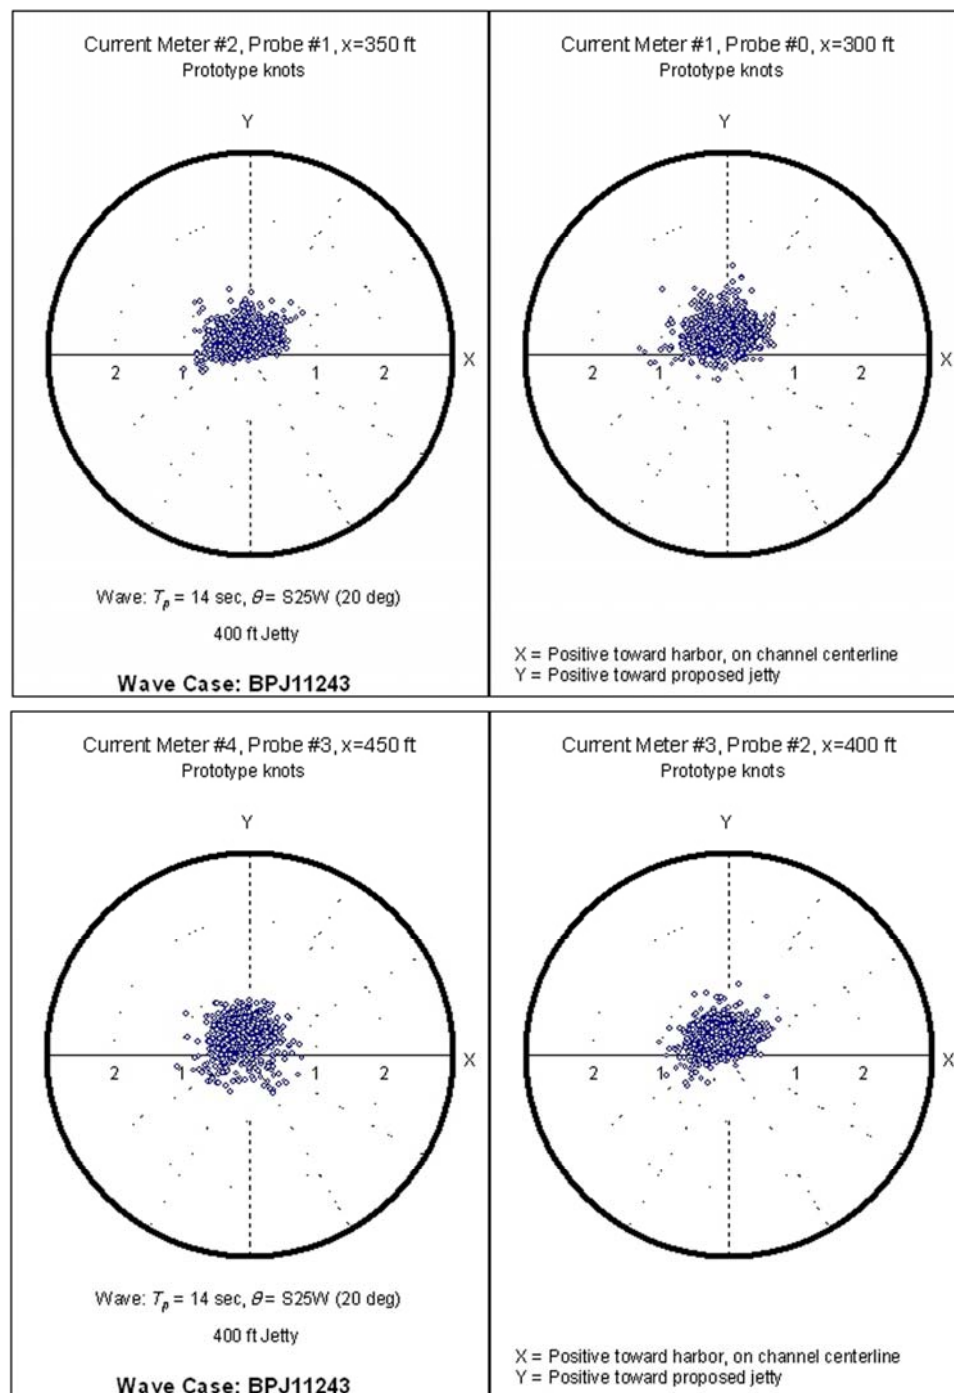 Current Meter #2, Probe #1, x=350 ft
Prototype knots
Y
X
2 1 1 2
Wave: Tp = 14 sec, θ= S25W (20 deg)
400 ft Jetty
Wave Case: BPJ11243
Current Meter #1, Probe #0, x=300 ft
Prototype knots
Y
X
2 1 1 2
X = Positive toward harbor, on channel centerline
Y = Positive toward proposed jetty
Current Meter #4, Probe #3, x=450 ft
Prototype knots
Y
X
2 1 1 2
Wave: Tp = 14 sec, θ= S25W (20 deg)
400 ft Jetty
Wave Case: BPJ11243
Current Meter #3, Probe #2, x=400 ft
Prototype knots
Y
X
2 1 1 2
X = Positive toward harbor, on channel centerline
Y = Positive toward proposed jetty